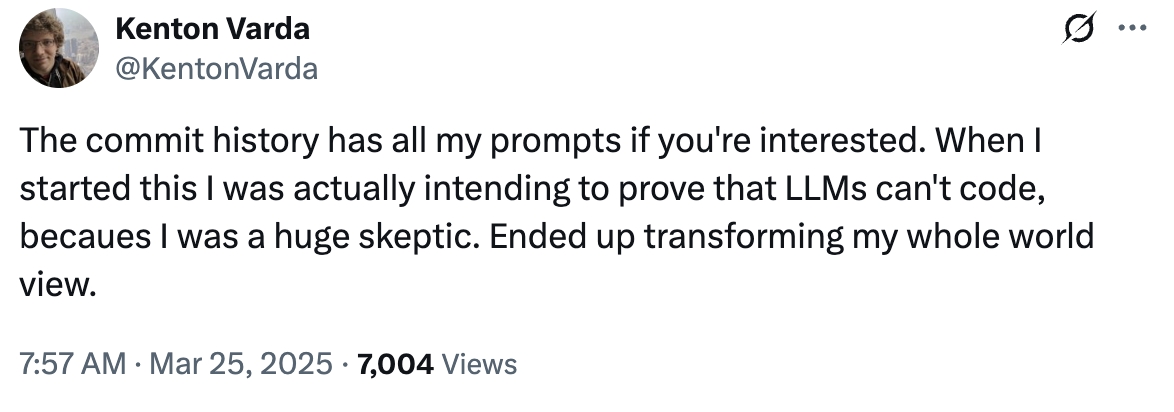 Kenton Varda
@KentonVarda
The commit history has all my prompts if you're interested. When I
started this I was actually intending to prove that LLMs can't code,
becaues I was a huge skeptic. Ended up transforming my whole world
view.
7:57 AM · Mar 25, 2025 · 7,004 Views